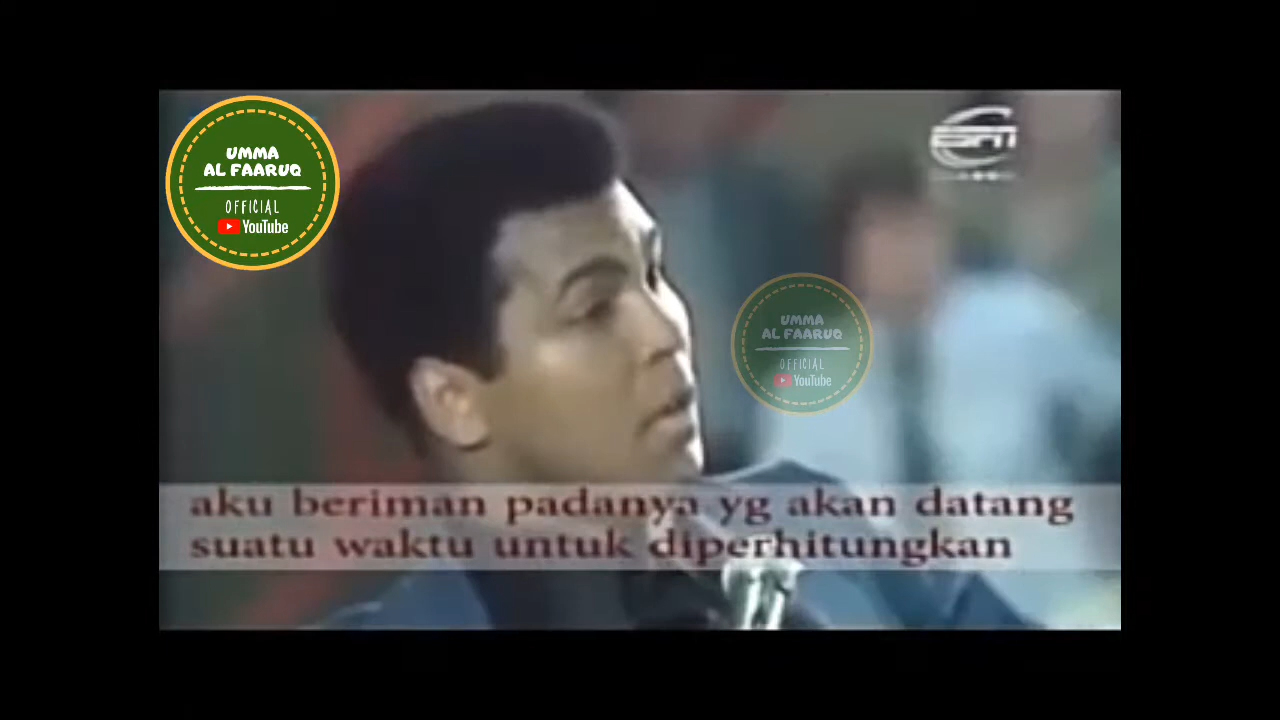 UMMA
AL FAARUQ
OFFICIAL
YouTube
ESPN
UMMA
AL FAARUQ
OFFICIAL
YouTube
aku beriman padanya yg akan datang
suatu waktu untuk diperhitungkan